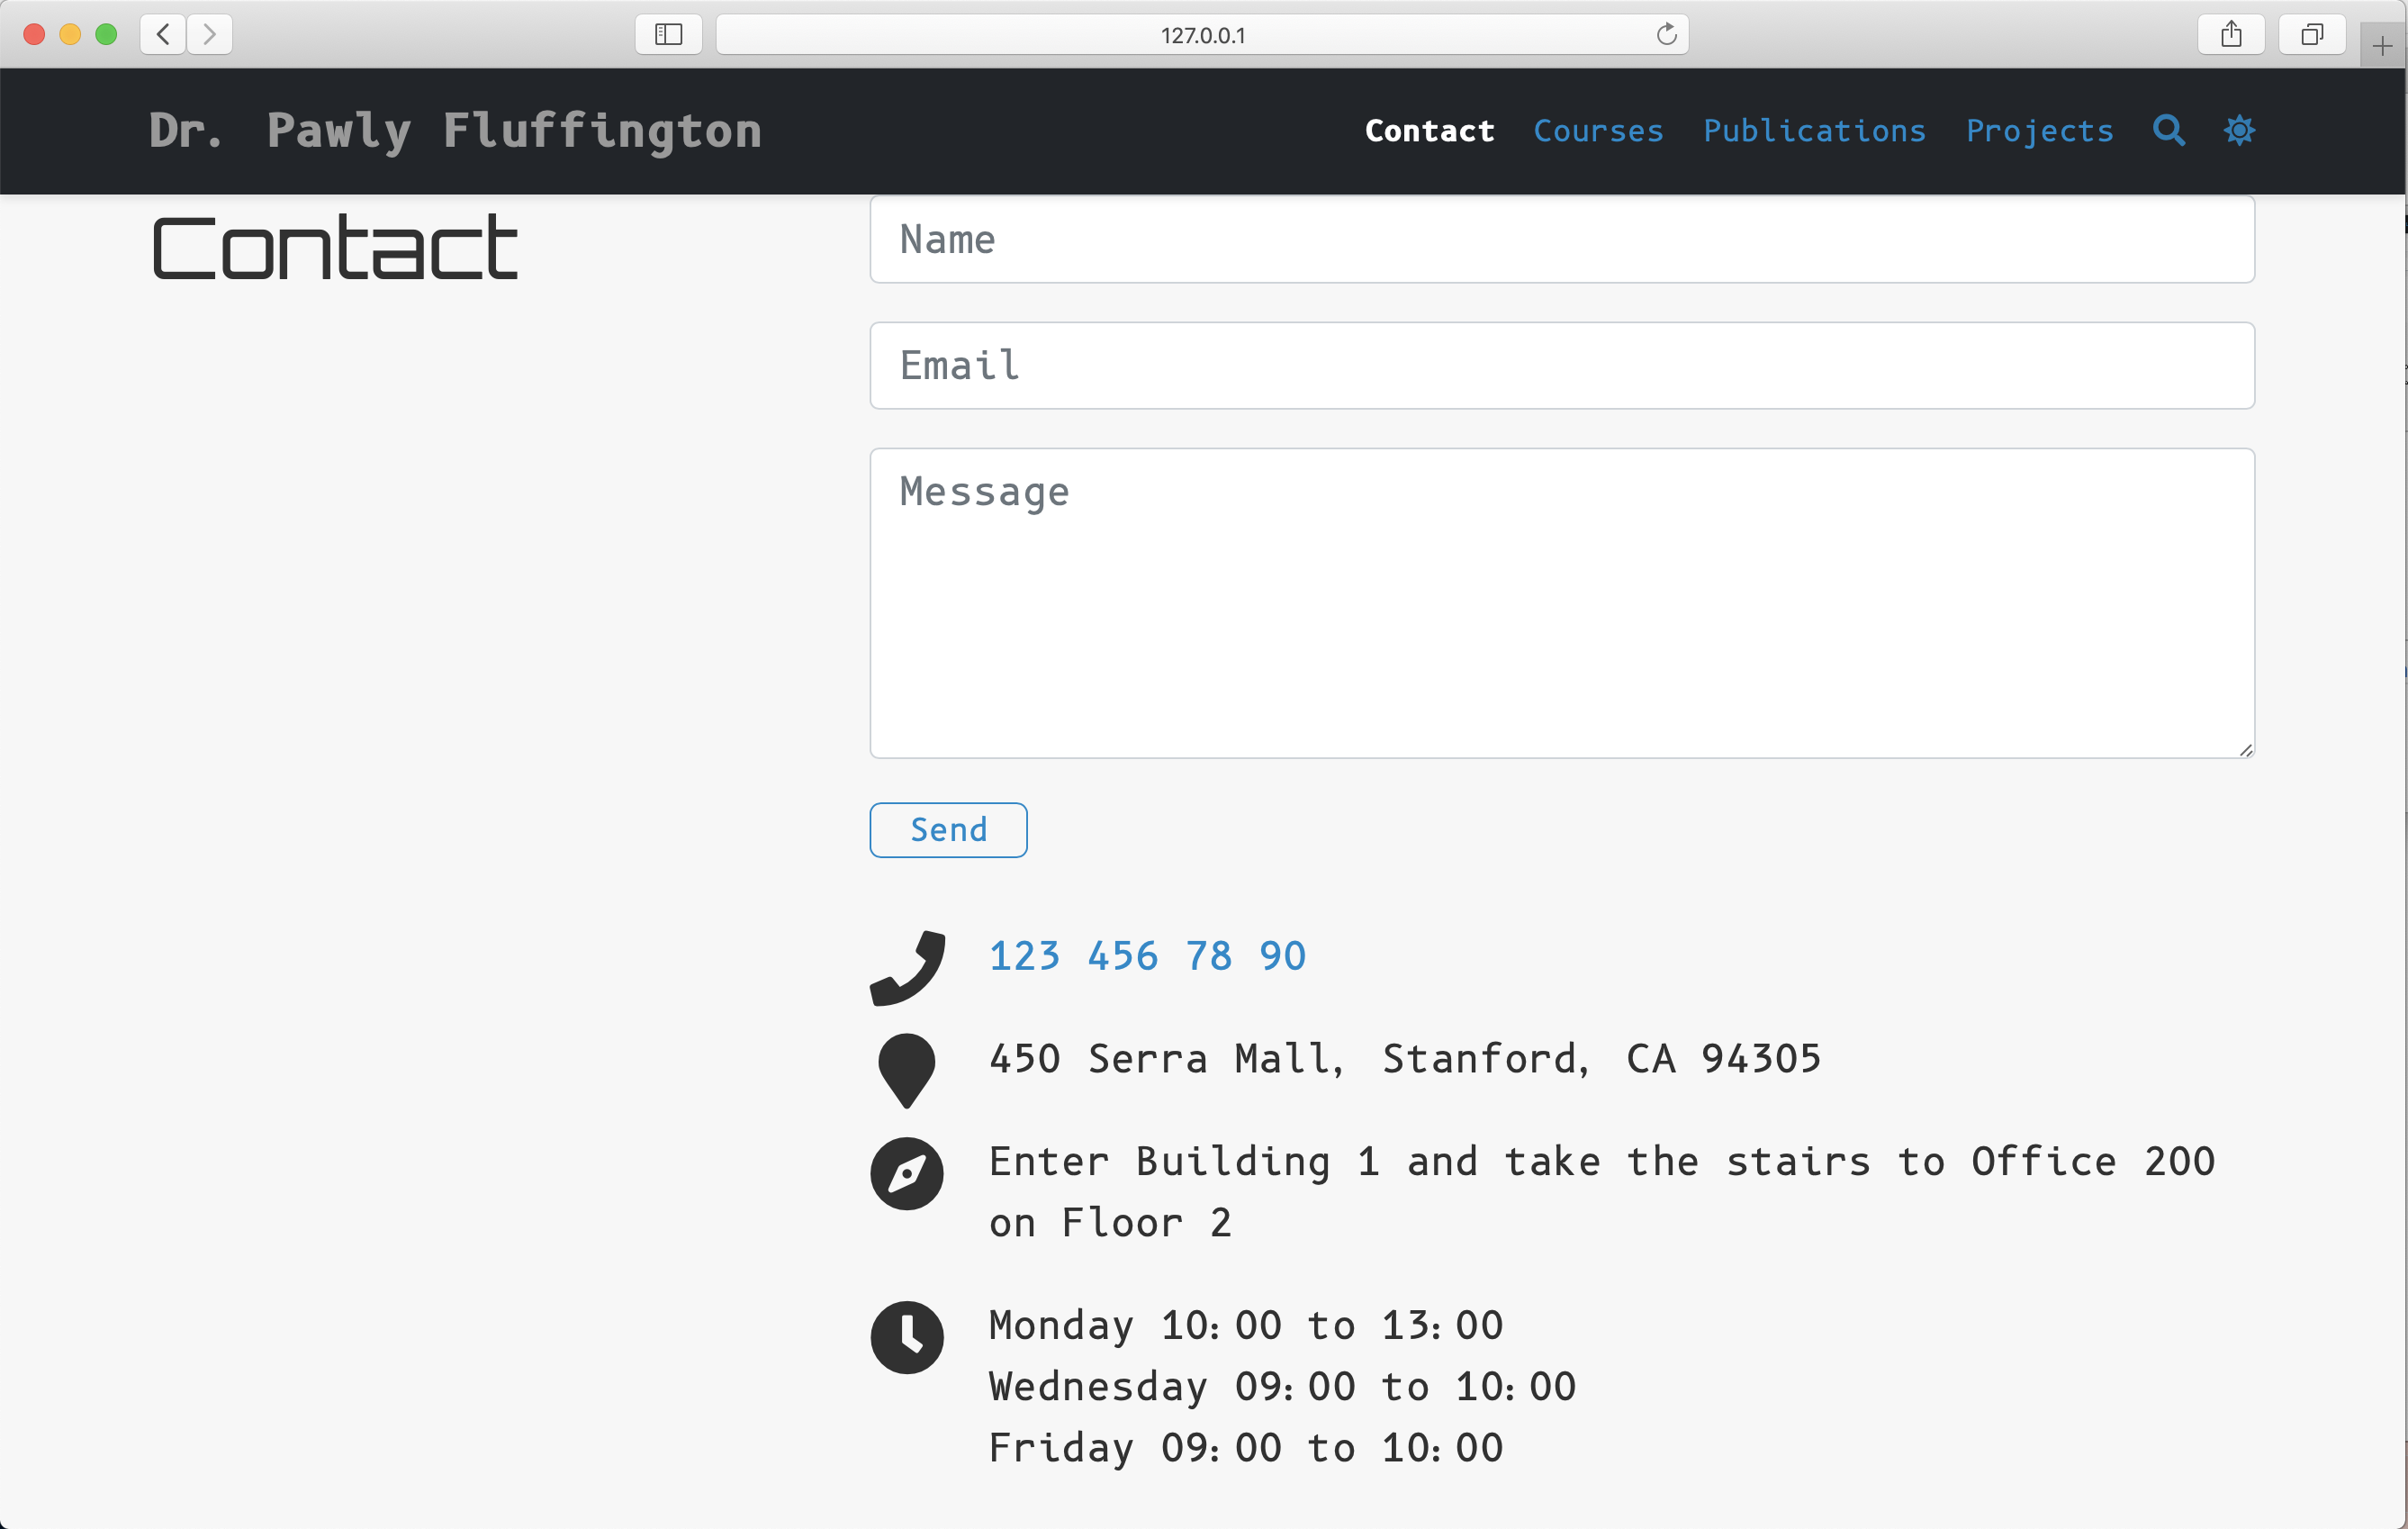 127.0.0.1
Dr. Pawly Fluffington
Contact Courses Publications Projects
Contact
Name
Email
Message
Send
123 456 78 90
450 Serra Mall, Stanford, CA 94305
Enter Building 1 and take the stairs to Office 200
on Floor 2
Monday 10:00 to 13:00
Wednesday 09:00 to 10:00
Friday 09:00 to 10:00